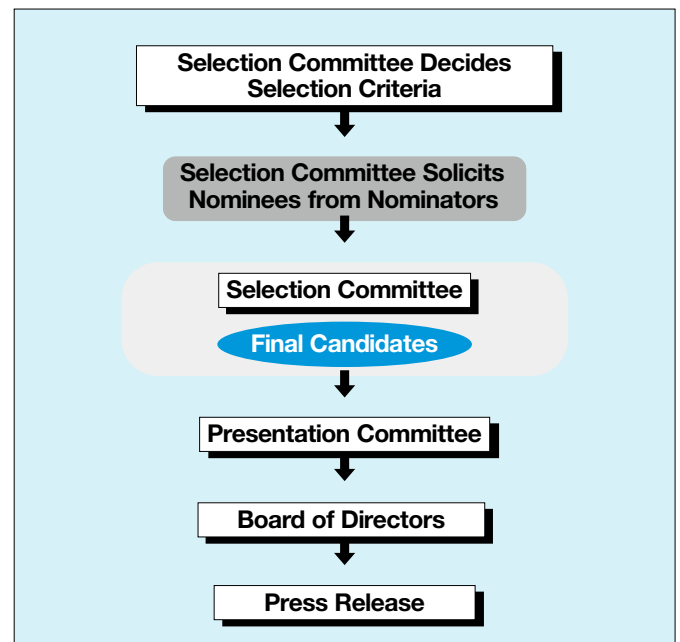 Selection Committee Decides
Selection Criteria
Selection Committee Solicits
Nominees from Nominators
Selection Committee
Final Candidates
Presentation Committee
Board of Directors
Press Release